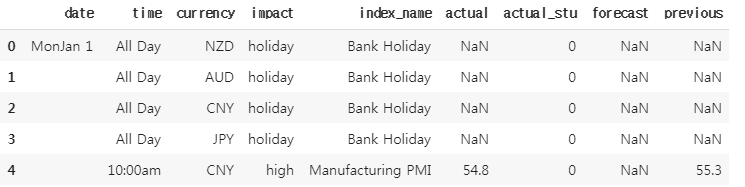 date time currency impact index_name actual actual_stu forecast previous
0 MonJan 1 All Day NZD holiday Bank Holiday NaN 0 NaN NaN
1 All Day AUD holiday Bank Holiday NaN 0 NaN NaN
2 All Day CNY holiday Bank Holiday NaN 0 NaN NaN
3 All Day JPY holiday Bank Holiday NaN 0 NaN NaN
4 10:00am CNY high Manufacturing PMI 54.8 0 NaN 55.3